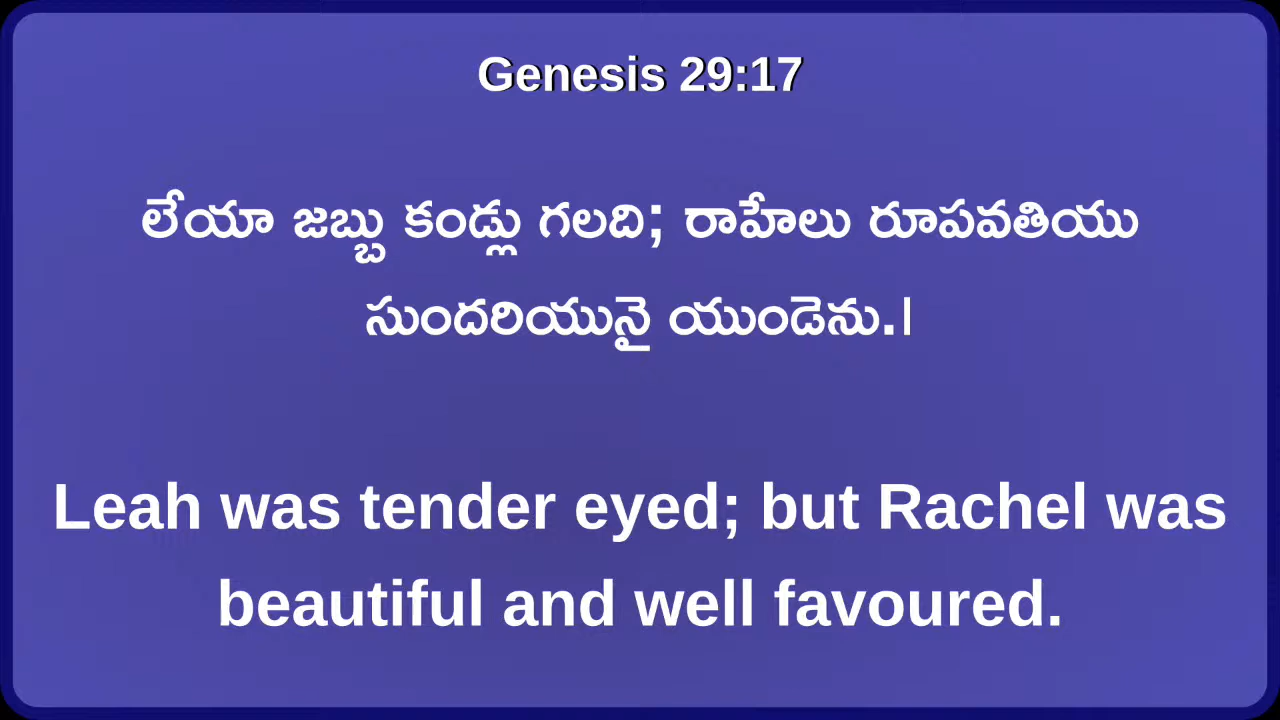 Genesis 29:17
లేయా జబ్బు కండ్లు గలది; రాహేలు రూపవతియు
సుందరియునై యుండెను.।
Leah was tender eyed; but Rachel was
beautiful and well favoured.